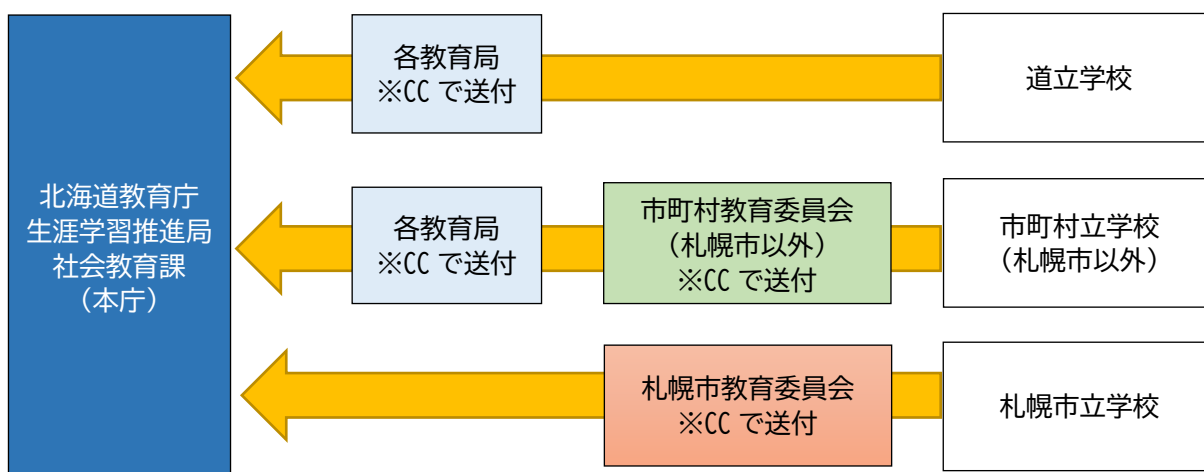 北海道教育庁
生涯学習推進局
社会教育課
（本庁）
各教育局
※CC で送付
道立学校
各教育局
※CC で送付
市町村教育委員会
（札幌市以外）
※CC で送付
市町村立学校
（札幌市以外）
札幌市教育委員会
※CC で送付
札幌市立学校